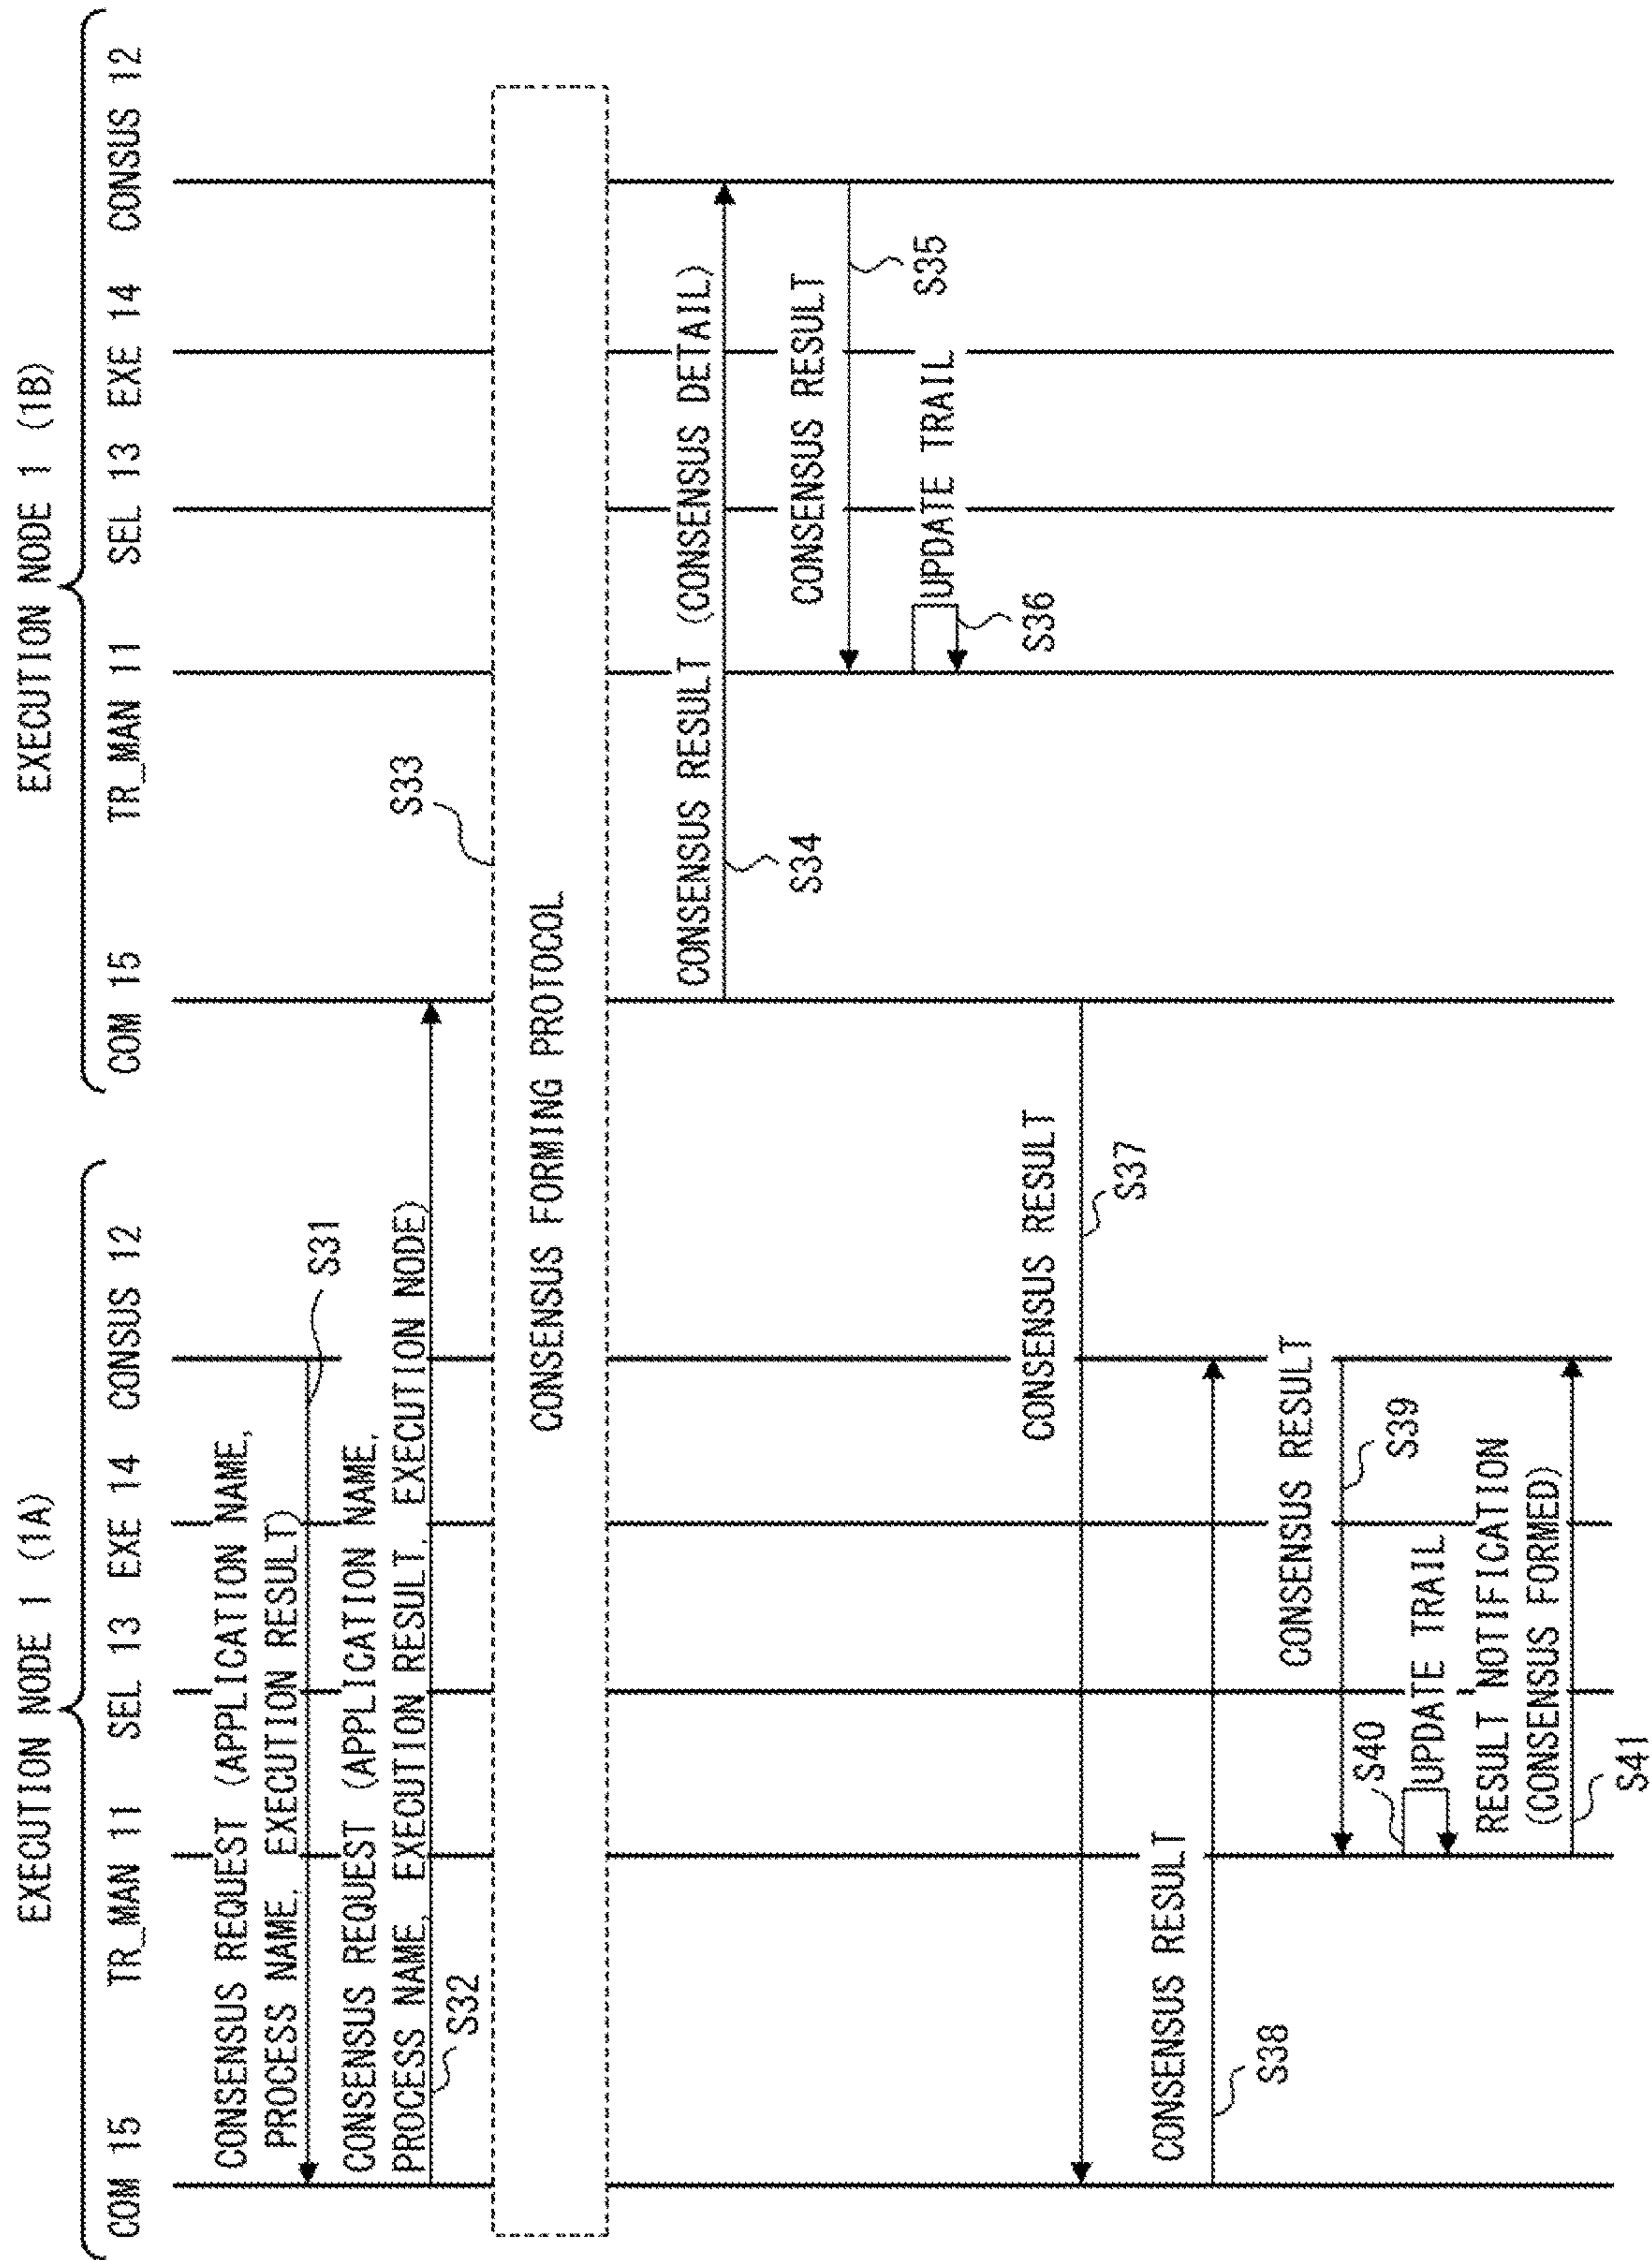 EXECUTION NODE 1 (1A)
EXECUTION NODE 1 (1B)
COM 15
TR_MAN 11
SEL 13
EXE 14
CONSUS 12
COM 15
TR_MAN 11
SEL 13
EXE 14
CONSUS 12
CONSENSUS REQUEST (APPLICATION NAME,
PROCESS NAME, EXECUTION RESULT)
S31
CONSENSUS REQUEST (APPLICATION NAME,
PROCESS NAME, EXECUTION RESULT, EXECUTION NODE)
S32
S33
CONSENSUS FORMING PROTOCOL
CONSENSUS RESULT (CONSENSUS DETAIL)
S34
CONSENSUS RESULT
S35
UPDATE TRAIL
S36
CONSENSUS RESULT
S37
CONSENSUS RESULT
S38
CONSENSUS RESULT
S39
S40
UPDATE TRAIL
RESULT NOTIFICATION
(CONSENSUS FORMED)
S41